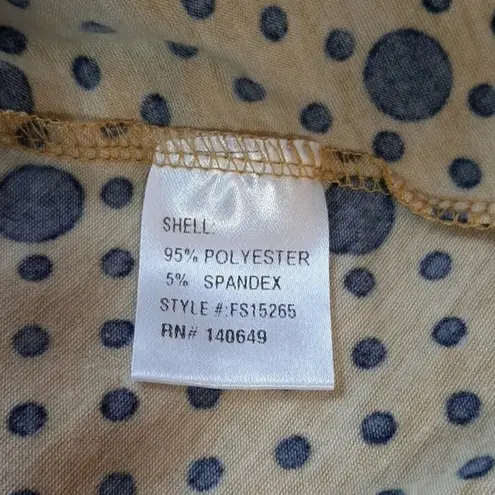 SHELL:
95% POLYESTER
5% SPANDEX
STYLE #:FS15265
RN# 140649